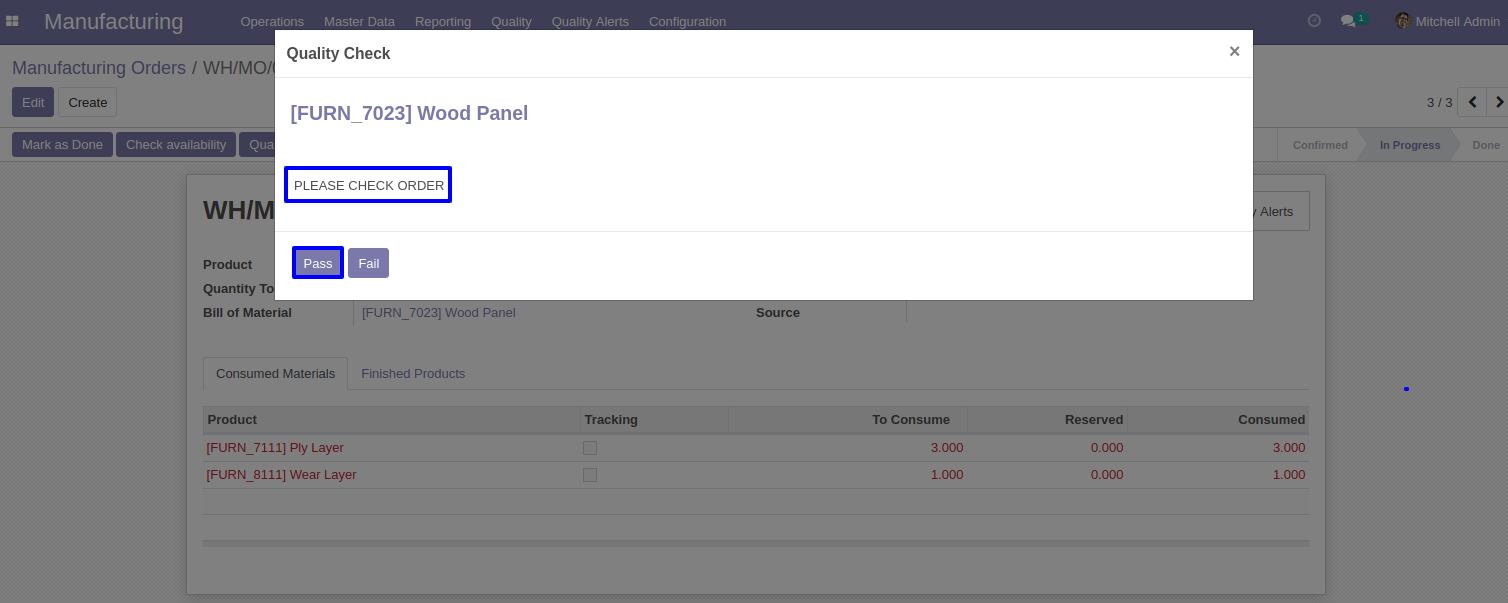 Manufacturing Operations Master Data Reporting Quality Quality Alerts Configuration 1 Mitchell Admin
Quality Check ×
Manufacturing Orders / WH/MO/
[FURN_7023] Wood Panel
Edit Create 3 / 3
Mark as Done Check availability Qua Confirmed In Progress Done
PLEASE CHECK ORDER
WH/M y Alerts
Pass Fail
Product
Quantity To
Bill of Material [FURN_7023] Wood Panel Source
Consumed Materials Finished Products
Product Tracking To Consume Reserved Consumed
[FURN_7111] Ply Layer 3.000 0.000 3.000
[FURN_8111] Wear Layer 1.000 0.000 1.000